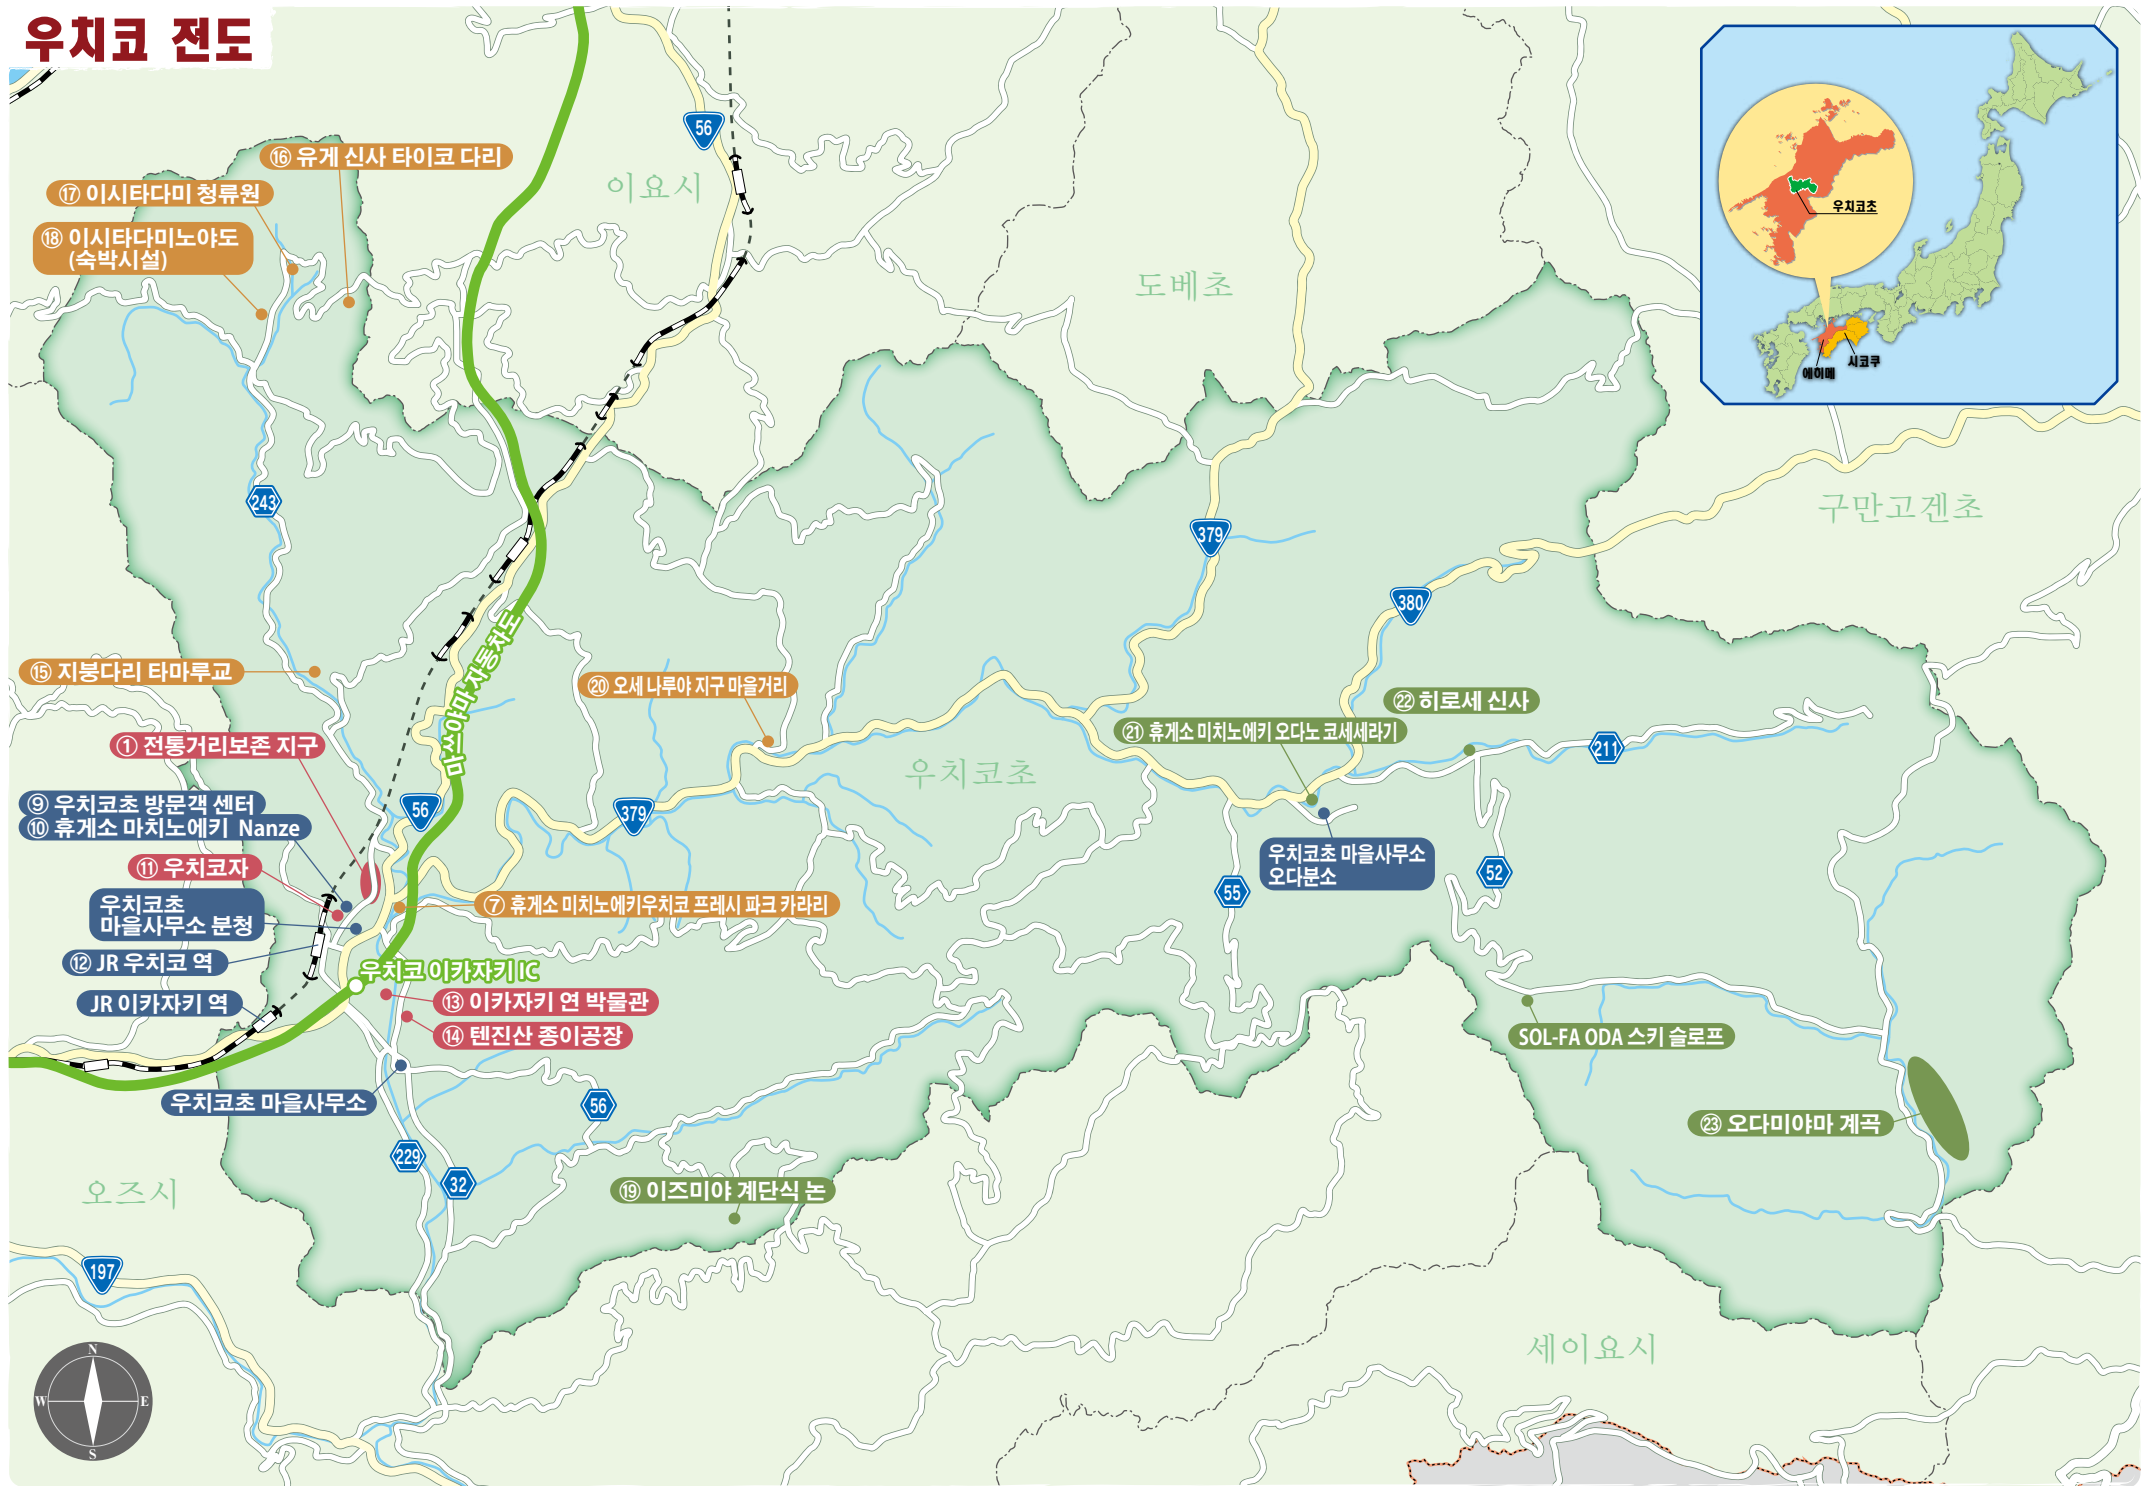 우치코 전도
⑯ 유게 신사 타이코 다리
⑰ 이시타다미 청류원
⑱ 이시타다미노야도
(숙박시설)
56
이요시
도베초
우치코초
에히메
시코쿠
243
379
구만고겐초
380
마쓰야마 자동차도
⑮ 지붕다리 타마루교
⑳ 오세 나루야 지구 마을거리
㉒ 히로세 신사
㉑ 휴게소 미치노에키 오다노 코세세라기
211
① 전통거리보존 지구
우치코초
⑨ 우치코초 방문객 센터
⑩ 휴게소 마치노에키 Nanze
56
379
⑪ 우치코자
우치코초 마을사무소
오다분소
52
55
우치코초
마을사무소 분청
⑦ 휴게소 미치노에키우치코 프레시 파크 카라리
⑫ JR 우치코 역
우치코 이카자키 IC
JR 이카자키 역
⑬ 이카자키 연 박물관
⑭ 텐진산 종이공장
SOL-FA ODA 스키 슬로프
우치코초 마을사무소
56
㉓ 오다미야마 계곡
229
32
⑲ 이즈미야 계단식 논
오즈시
197
세이요시
N
W
E
S